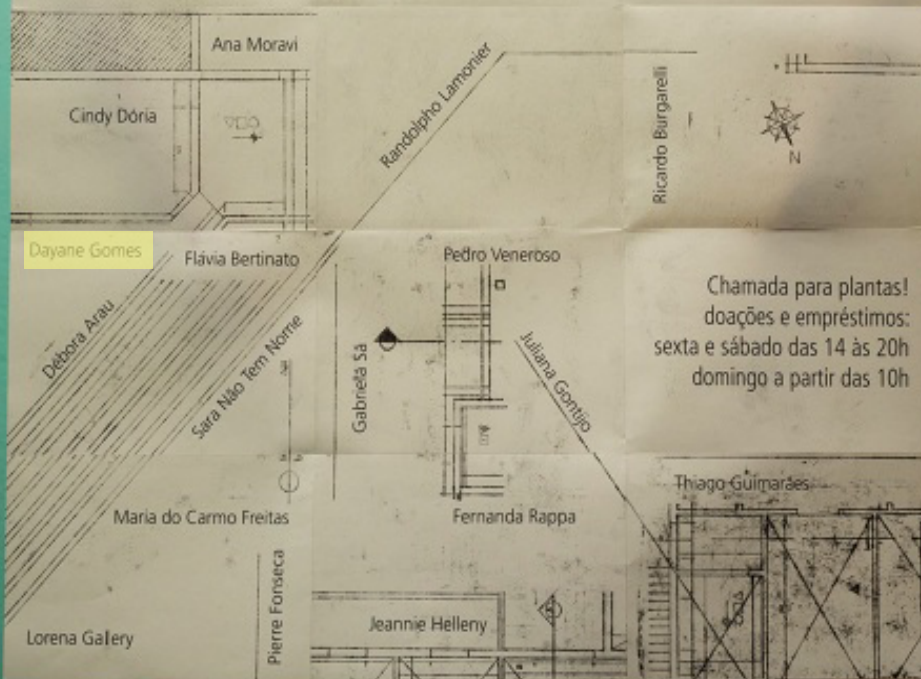 Ana Moravi
Cindy Dória
Randolpho Lamonier
Ricardo Burgarelli
N
Dayane Gomes
Flávia Bertinato
Pedro Veneroso
Débora Arau
Sara Não Tem Nome
Gabriela Sá
Juliana Gontijo
Chamada para plantas!
doações e empréstimos:
sexta e sábado das 14 às 20h
domingo a partir das 10h
Thiago Guimarães
Maria do Carmo Freitas
Fernanda Rappa
Pierre Fonseca
Jeannie Helleny
Lorena Galery